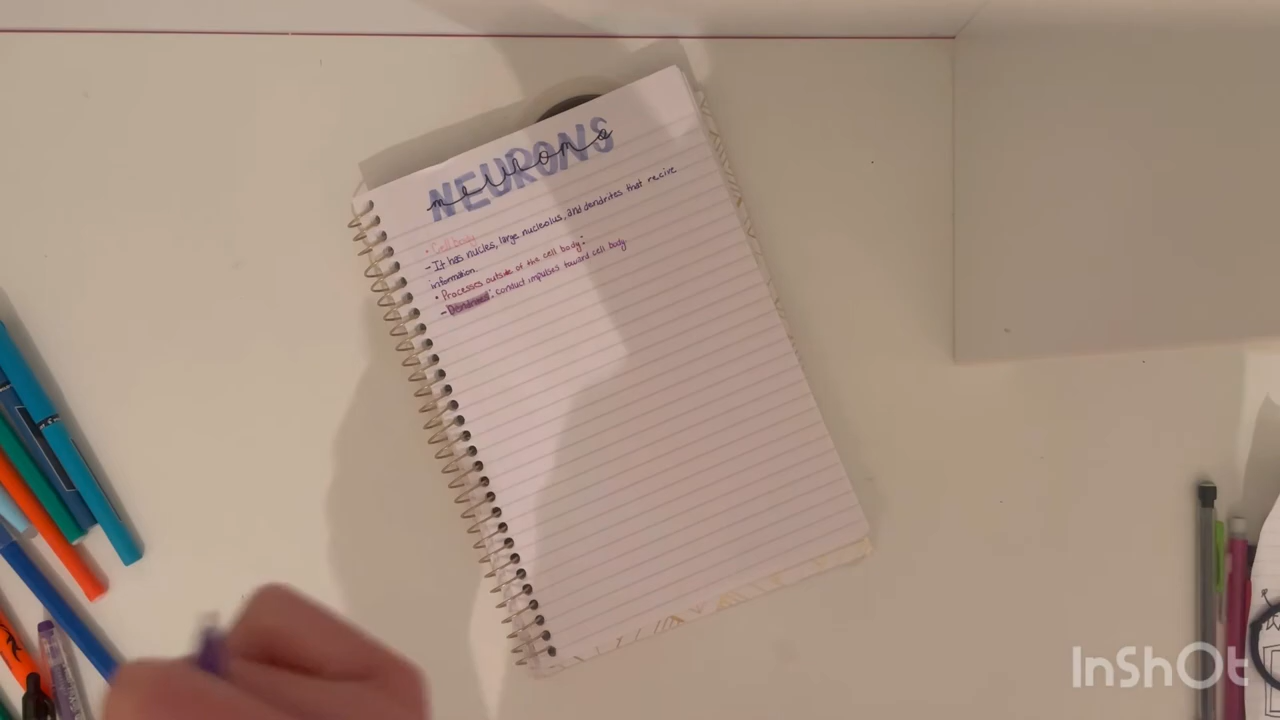 NEURONS
neurons
• Cell body
- It has nucles, large nucleolus, and dendrites that recive
information.
• Processes outside of the cell body:
- Dendrites: conduct impulses toward cell body
InShOt